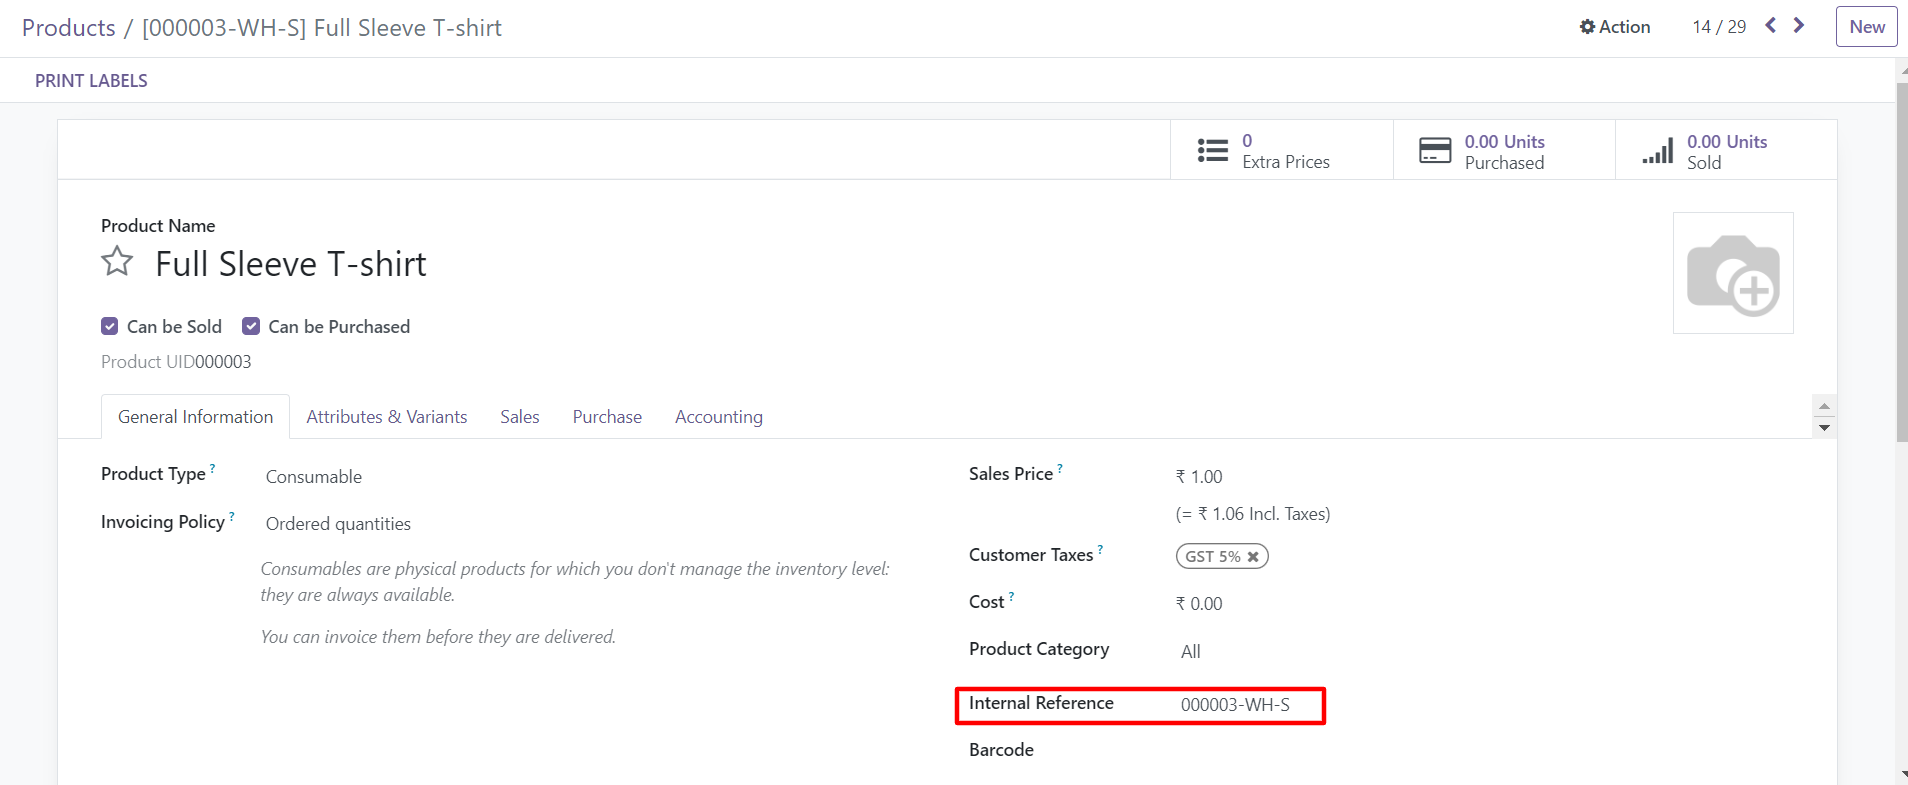 Products / [000003-WH-S] Full Sleeve T-shirt
Action
14 / 29
New
PRINT LABELS
0
Extra Prices
0.00 Units
Purchased
0.00 Units
Sold
Product Name
Full Sleeve T-shirt
Can be Sold
Can be Purchased
Product UID000003
General Information
Attributes & Variants
Sales
Purchase
Accounting
Product Type ?
Consumable
Invoicing Policy ?
Ordered quantities
Consumables are physical products for which you don't manage the inventory level:
they are always available.
You can invoice them before they are delivered.
Sales Price ?
₹ 1.00
(= ₹ 1.06 Incl. Taxes)
Customer Taxes ?
GST 5% ✖
Cost ?
₹ 0.00
Product Category
All
Internal Reference
000003-WH-S
Barcode